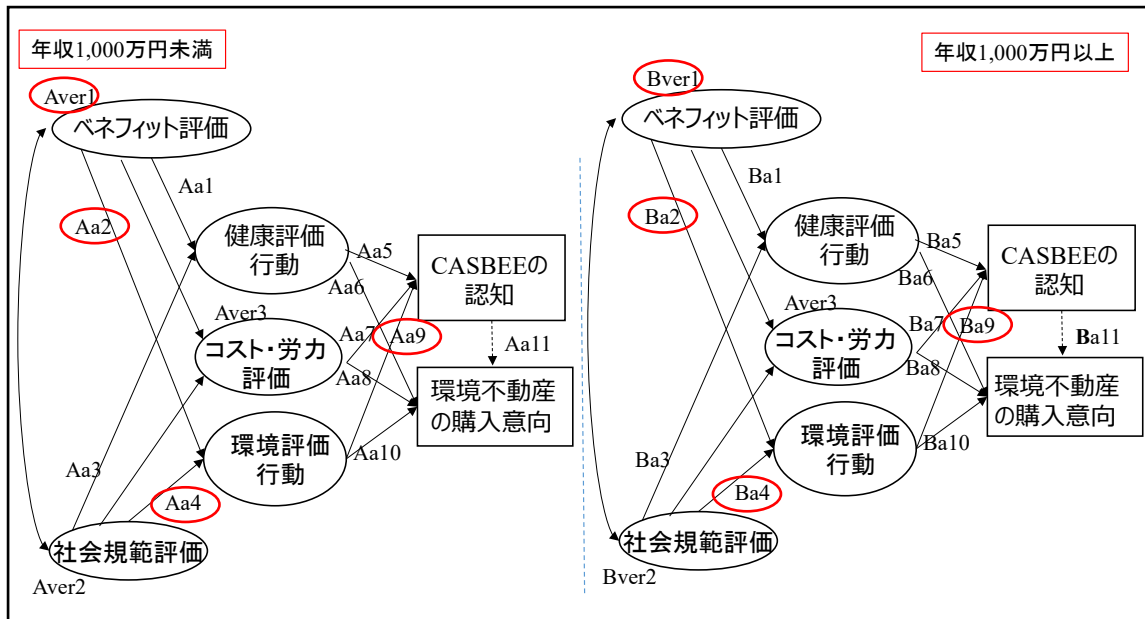 年収1,000万円未満
Aver1
ベネフィット評価
Aa1
Aa2
健康評価
行動
Aa5
Aa6
CASBEEの
認知
Aver3
コスト・労力
評価
Aa7
Aa9
Aa8
Aa11
環境不動産
の購入意向
環境評価
行動
Aa10
Aa3
Aa4
社会規範評価
Aver2
年収1,000万円以上
Bver1
ベネフィット評価
Ba1
Ba2
健康評価
行動
Ba5
Ba6
CASBEEの
認知
Aver3
コスト・労力
評価
Ba7
Ba9
Ba8
Ba11
環境不動産
の購入意向
環境評価
行動
Ba10
Ba3
Ba4
社会規範評価
Bver2